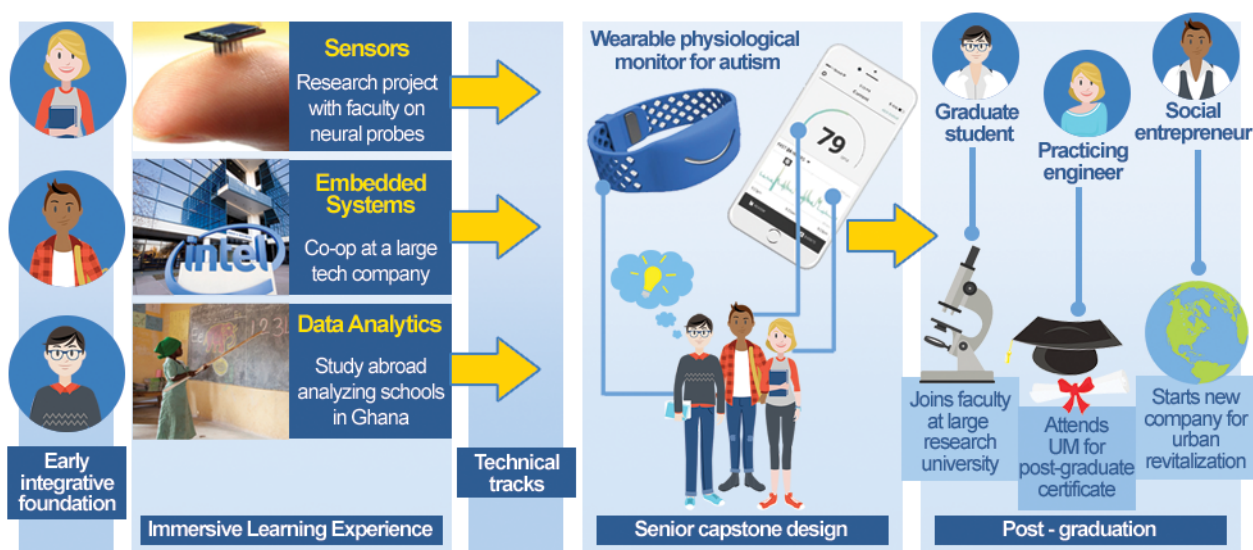 Sensors
Research project
with faculty on
neural probes
Embedded
Systems
Co-op at a large
tech company
intel
Data Analytics
Study abroad
analyzing schools
in Ghana
Early
integrative
foundation
Immersive Learning Experience
Technical
tracks
Wearable physiological
monitor for autism
79
Senior capstone design
Graduate
student
Practicing
engineer
Social
entrepreneur
Joins faculty
at large
research
university
Attends
UM for
post-graduate
certificate
Starts new
company for
urban
revitalization
Post - graduation